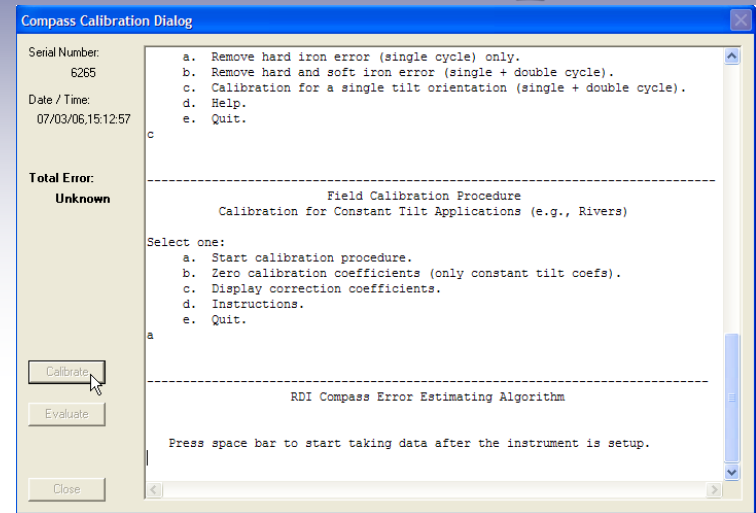 Compass Calibration Dialog
Serial Number:
6265
Date / Time:
07/03/06,15:12:57
Total Error:
Unknown
Calibrate
Evaluate
Close
a. Remove hard iron error (single cycle) only.
b. Remove hard and soft iron error (single + double cycle).
c. Calibration for a single tilt orientation (single + double cycle).
d. Help.
e. Quit.
c
-----------------------------------------------------------------------
Field Calibration Procedure
Calibration for Constant Tilt Applications (e.g., Rivers)
Select one:
a. Start calibration procedure.
b. Zero calibration coefficients (only constant tilt coefs).
c. Display correction coefficients.
d. Instructions.
e. Quit.
a
----------------------------------------------------------------------
RDI Compass Error Estimating Algorithm
Press space bar to start taking data after the instrument is setup.